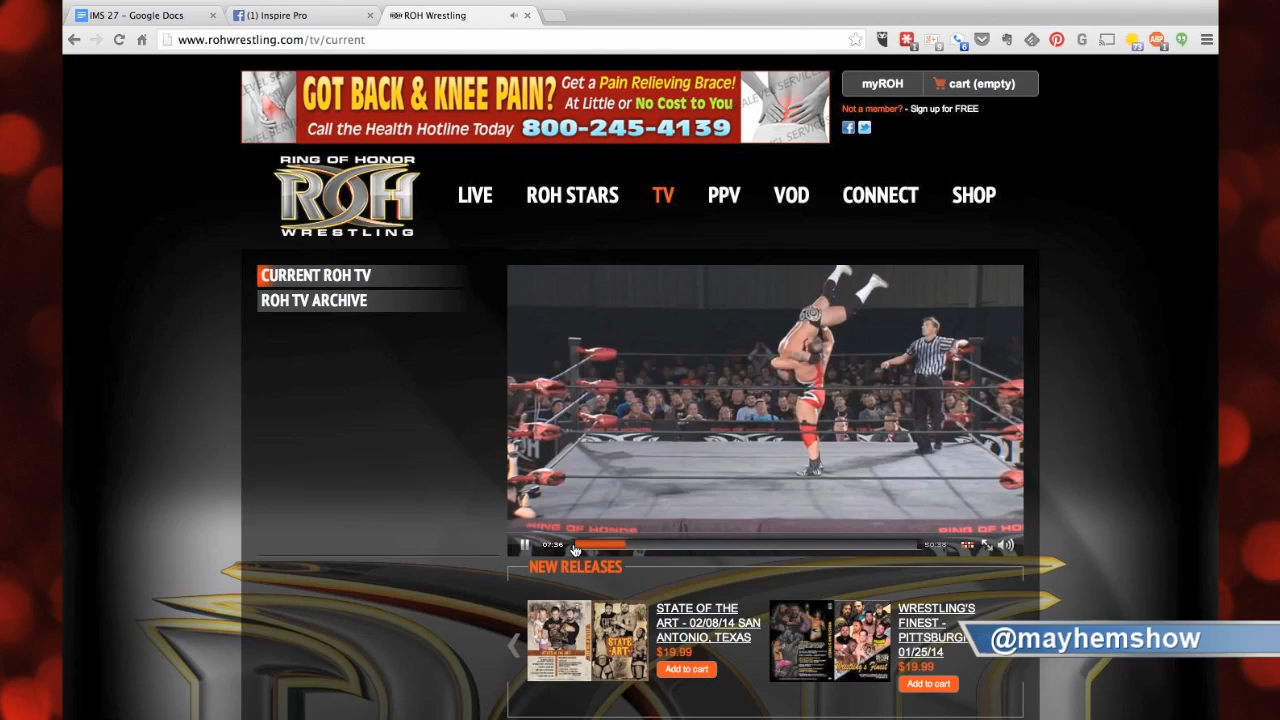 IMS 27 – Google Docs
(1) Inspire Pro
ROH Wrestling
www.rohwrestling.com/tv/current
GOT BACK & KNEE PAIN?
Get a Pain Relieving Brace!
At Little or No Cost to You
Call the Health Hotline Today 800-245-4139
myROH
cart (empty)
Not a member? - Sign up for FREE
RING OF HONOR
ROH
WRESTLING
LIVE
ROH STARS
TV
PPV
VOD
CONNECT
SHOP
CURRENT ROH TV
ROH TV ARCHIVE
RING OF HONOR
07:36
50:38
NEW RELEASES
STATE OF THE
ART - 02/08/14 SAN
ANTONIO, TEXAS
$19.99
Add to cart
WRESTLING'S
FINEST -
PITTSBURG
01/25/14
$19.99
Add to cart
@mayhemshow